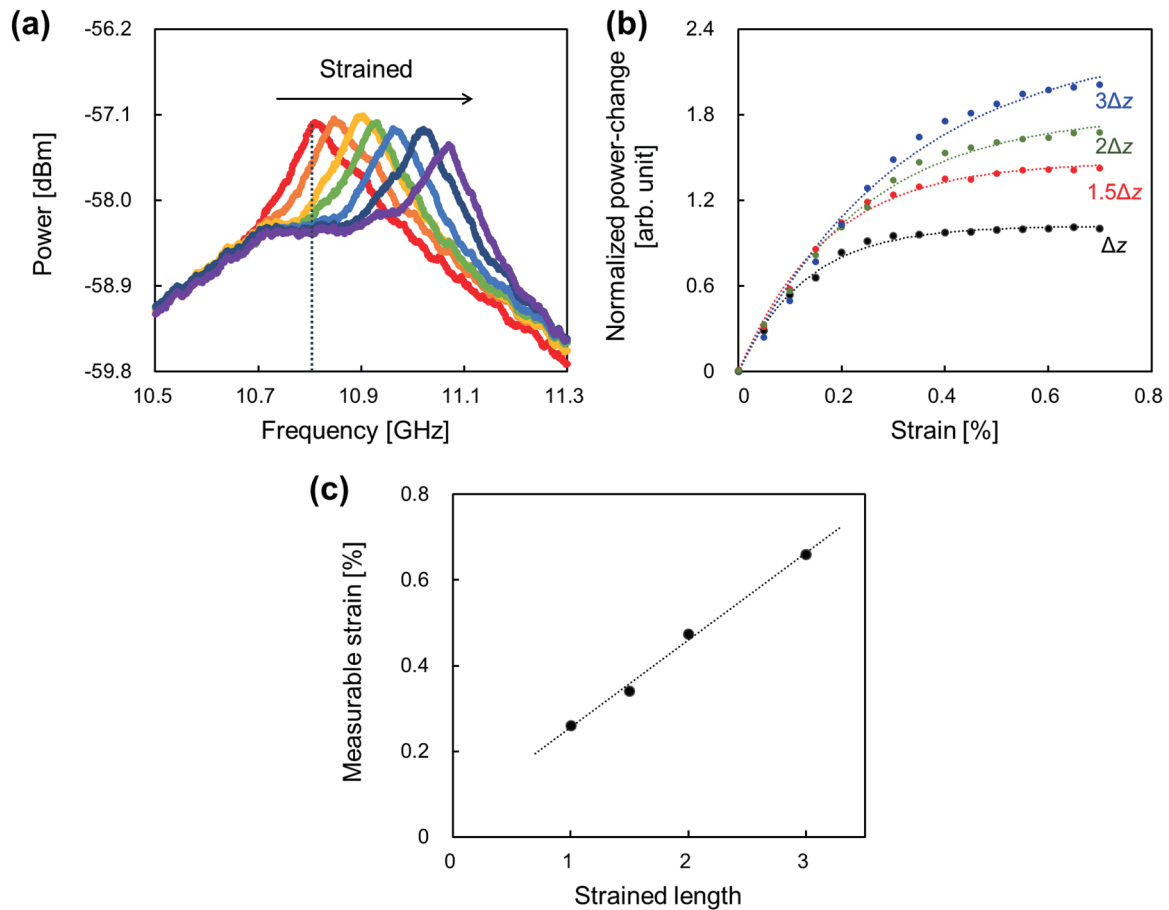 (a)
-56.2
-57.1
-58.0
-58.9
-59.8
Power [dBm]
Strained
10.5
10.7
10.9
11.1
11.3
Frequency [GHz]
(b)
2.4
1.8
1.2
0.6
0
Normalized power-change
[arb. unit]
3Δz
2Δz
1.5Δz
Δz
0
0.2
0.4
0.6
0.8
Strain [%]
(c)
0.8
0.6
0.4
0.2
0
Measurable strain [%]
0
1
2
3
Strained length